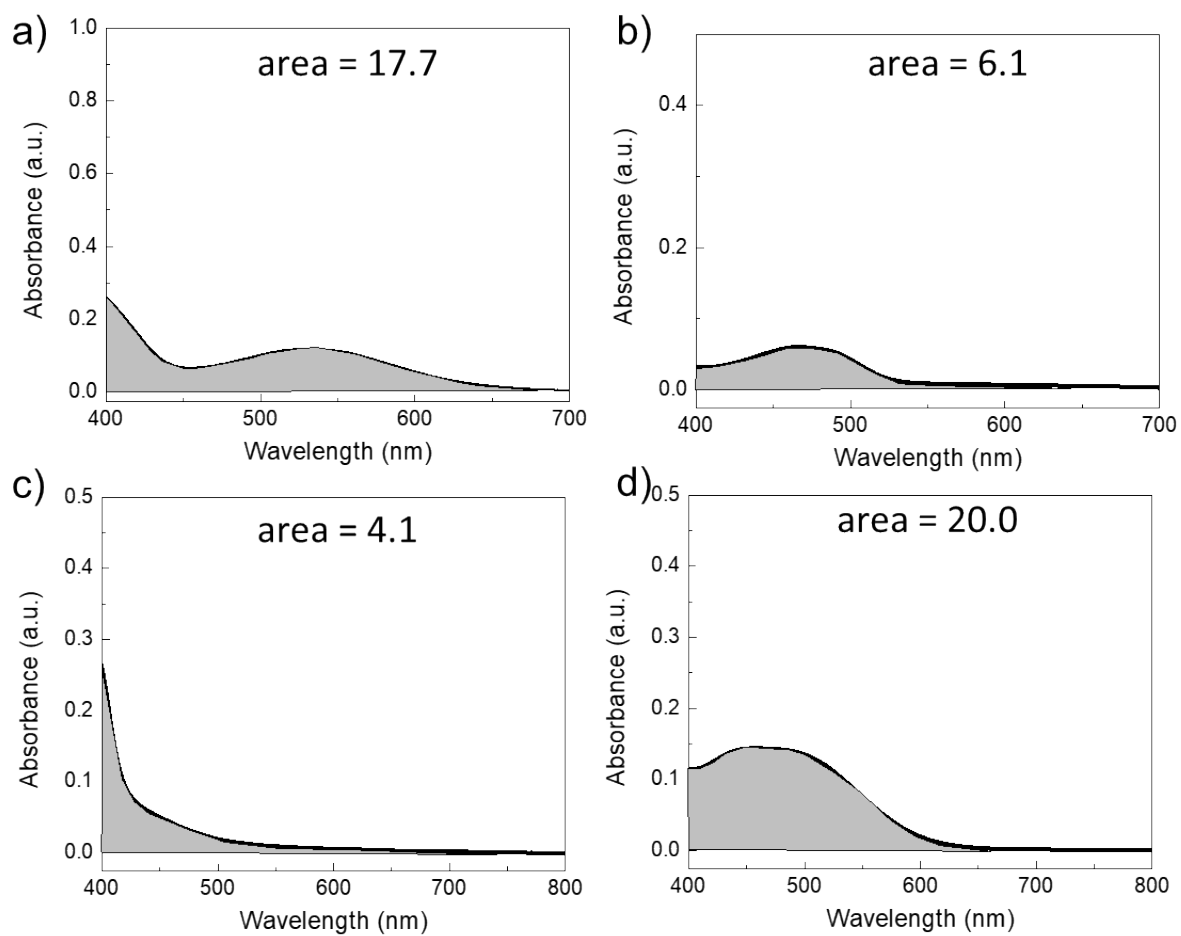 a)
area = 17.7
Absorbance (a.u.)
1.0
0.8
0.6
0.4
0.2
0.0
400 500 600 700
Wavelength (nm)
b)
area = 6.1
Absorbance (a.u.)
0.4
0.2
0.0
400 500 600 700
Wavelength (nm)
c)
area = 4.1
Absorbance (a.u.)
0.5
0.4
0.3
0.2
0.1
0.0
400 500 600 700 800
Wavelength (nm)
d)
area = 20.0
Absorbance (a.u.)
0.5
0.4
0.3
0.2
0.1
0.0
400 500 600 700 800
Wavelength (nm)